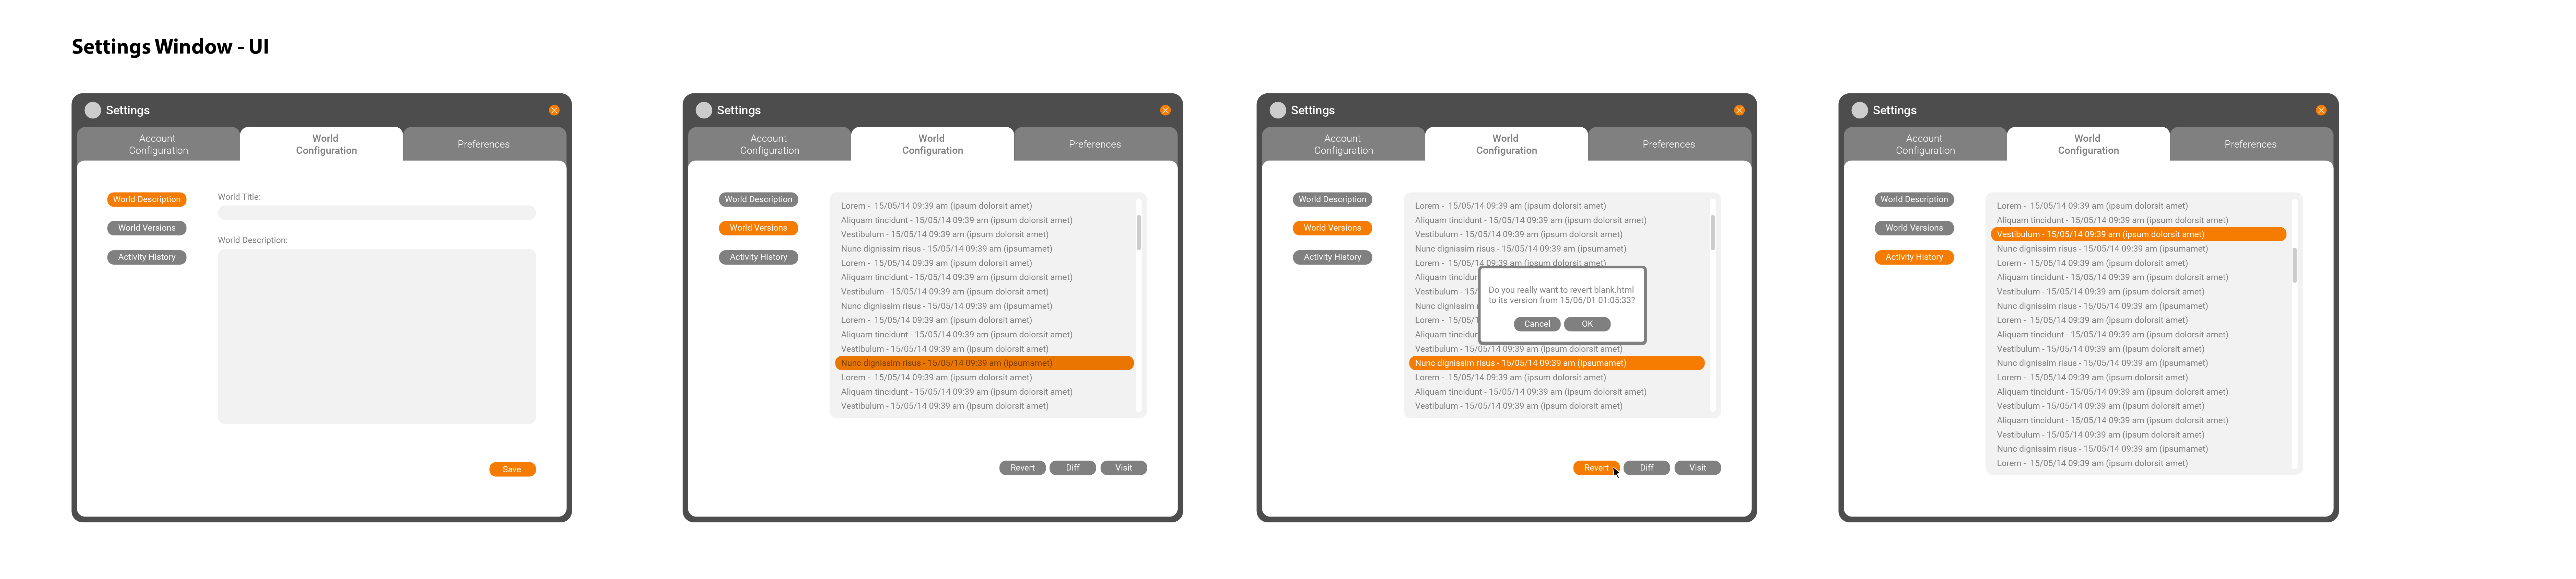 Settings Window - UI
Settings
Account
Configuration
World
Configuration
Preferences
World Description
World Versions
Activity History
World Title:
World Description:
Save
Settings
Account
Configuration
World
Configuration
Preferences
World Description
World Versions
Activity History
Lorem - 15/05/14 09:39 am (ipsum dolorsit amet)
Aliquam tincidunt - 15/05/14 09:39 am (ipsum dolorsit amet)
Vestibulum - 15/05/14 09:39 am (ipsum dolorsit amet)
Nunc dignissim risus - 15/05/14 09:39 am (ipsumamet)
Lorem - 15/05/14 09:39 am (ipsum dolorsit amet)
Aliquam tincidunt - 15/05/14 09:39 am (ipsum dolorsit amet)
Vestibulum - 15/05/14 09:39 am (ipsum dolorsit amet)
Nunc dignissim risus - 15/05/14 09:39 am (ipsumamet)
Lorem - 15/05/14 09:39 am (ipsum dolorsit amet)
Aliquam tincidunt - 15/05/14 09:39 am (ipsum dolorsit amet)
Vestibulum - 15/05/14 09:39 am (ipsum dolorsit amet)
Nunc dignissim risus - 15/05/14 09:39 am (ipsumamet)
Lorem - 15/05/14 09:39 am (ipsum dolorsit amet)
Aliquam tincidunt - 15/05/14 09:39 am (ipsum dolorsit amet)
Vestibulum - 15/05/14 09:39 am (ipsum dolorsit amet)
Revert
Diff
Visit
Settings
Account
Configuration
World
Configuration
Preferences
World Description
World Versions
Activity History
Lorem - 15/05/14 09:39 am (ipsum dolorsit amet)
Aliquam tincidunt - 15/05/14 09:39 am (ipsum dolorsit amet)
Vestibulum - 15/05/14 09:39 am (ipsum dolorsit amet)
Nunc dignissim risus - 15/05/14 09:39 am (ipsumamet)
Lorem - 15/05/14 09:39 am (ipsum dolorsit amet)
Aliquam
Vestibulum - 15/
Nunc dignissim
Lorem - 15/05/1
Aliquam
Vestibulum - 15/05/14 09:39 am (ipsum dolorsit amet)
Nunc dignissim risus - 15/05/14 09:39 am (ipsumamet)
Lorem - 15/05/14 09:39 am (ipsum dolorsit amet)
Aliquam tincidunt - 15/05/14 09:39 am (ipsum dolorsit amet)
Vestibulum - 15/05/14 09:39 am (ipsum dolorsit amet)
Do you really want to revert blank.html
to its version from 15/06/01 01:05:33?
Cancel
OK
Revert
Diff
Visit
Settings
Account
Configuration
World
Configuration
Preferences
World Description
World Versions
Activity History
Lorem - 15/05/14 09:39 am (ipsum dolorsit amet)
Aliquam tincidunt - 15/05/14 09:39 am (ipsum dolorsit amet)
Vestibulum - 15/05/14 09:39 am (ipsum dolorsit amet)
Nunc dignissim risus - 15/05/14 09:39 am (ipsumamet)
Lorem - 15/05/14 09:39 am (ipsum dolorsit amet)
Aliquam tincidunt - 15/05/14 09:39 am (ipsum dolorsit amet)
Vestibulum - 15/05/14 09:39 am (ipsum dolorsit amet)
Nunc dignissim risus - 15/05/14 09:39 am (ipsumamet)
Lorem - 15/05/14 09:39 am (ipsum dolorsit amet)
Aliquam tincidunt - 15/05/14 09:39 am (ipsum dolorsit amet)
Vestibulum - 15/05/14 09:39 am (ipsum dolorsit amet)
Nunc dignissim risus - 15/05/14 09:39 am (ipsumamet)
Lorem - 15/05/14 09:39 am (ipsum dolorsit amet)
Aliquam tincidunt - 15/05/14 09:39 am (ipsum dolorsit amet)
Vestibulum - 15/05/14 09:39 am (ipsum dolorsit amet)
Aliquam tincidunt - 15/05/14 09:39 am (ipsum dolorsit amet)
Vestibulum - 15/05/14 09:39 am (ipsum dolorsit amet)
Nunc dignissim risus - 15/05/14 09:39 am (ipsumamet)
Lorem - 15/05/14 09:39 am (ipsum dolorsit amet)